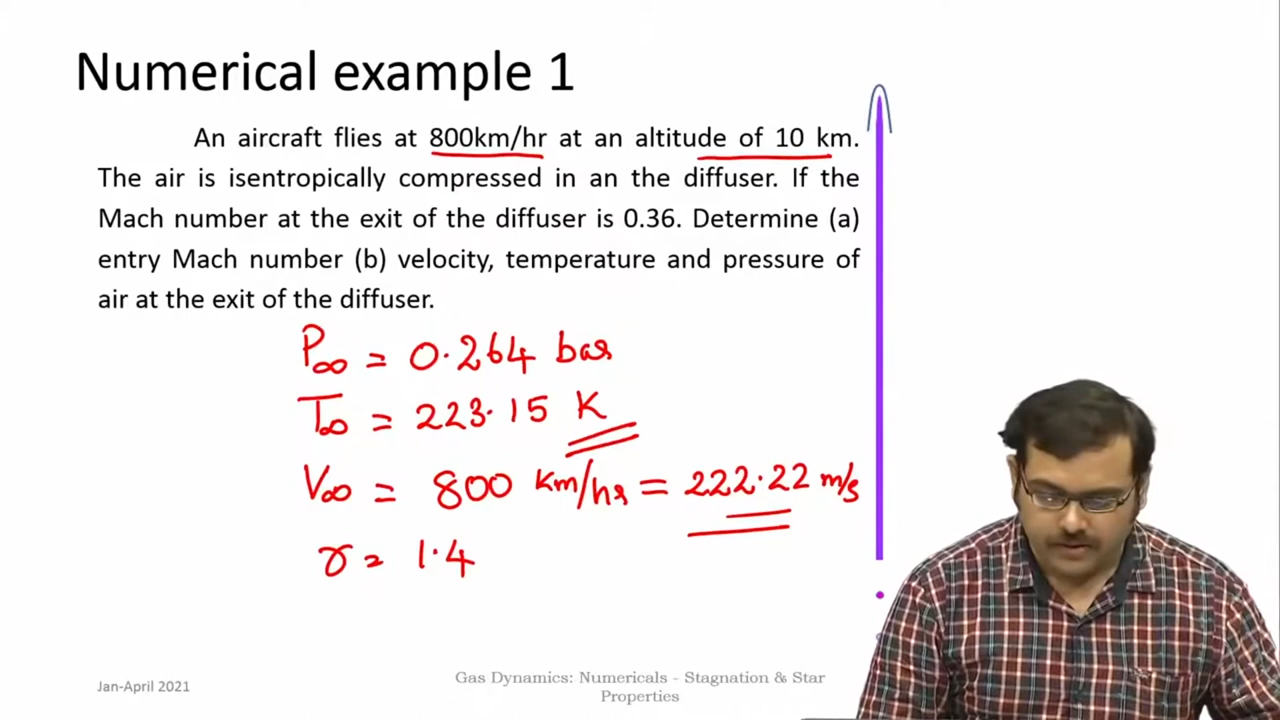 Numerical example 1
An aircraft flies at 800km/hr at an altitude of 10 km.
The air is isentropically compressed in an the diffuser. If the
Mach number at the exit of the diffuser is 0.36. Determine (a)
entry Mach number (b) velocity, temperature and pressure of
air at the exit of the diffuser.
P∞ = 0.264 bar
T∞ = 223.15 K
V∞ = 800 Km/hr = 222.22 m/s
γ = 1.4
Jan-April 2021
Gas Dynamics: Numericals - Stagnation & Star
Properties